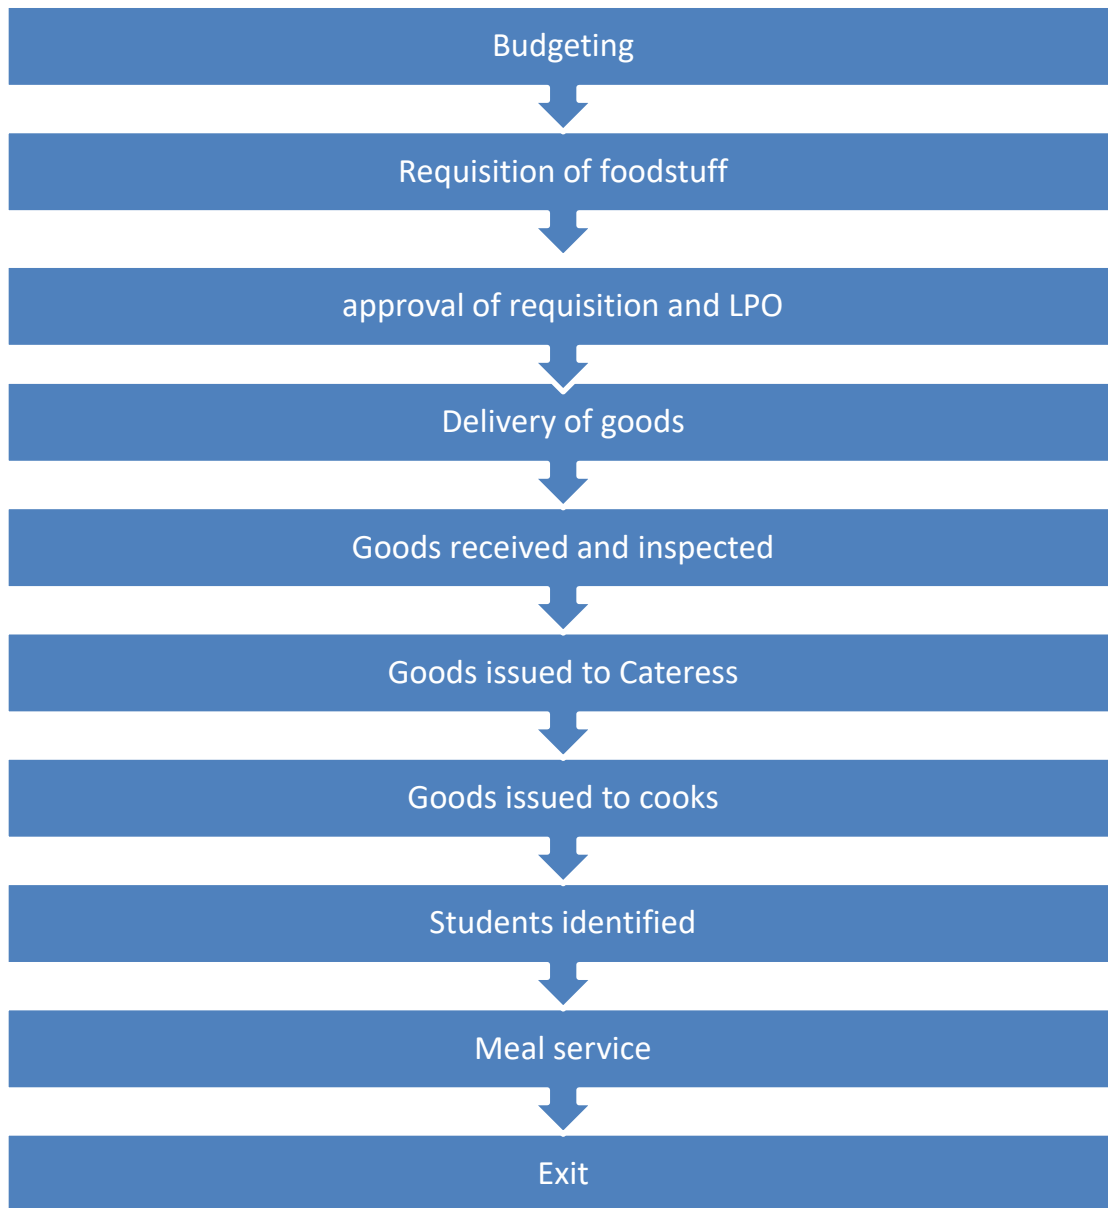 Budgeting
Requisition of foodstuff
approval of requisition and LPO
Delivery of goods
Goods received and inspected
Goods issued to Cateress
Goods issued to cooks
Students identified
Meal service
Exit